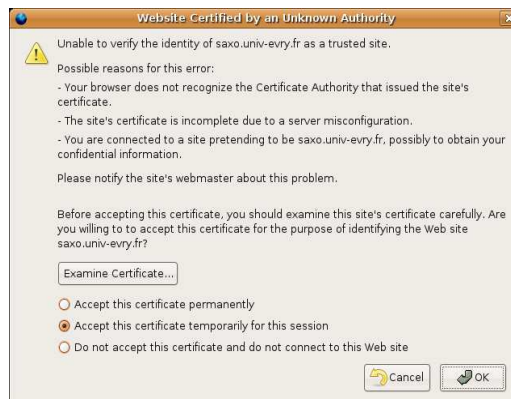 Website Certified by an Unknown Authority
Unable to verify the identity of saxo.univ-evry.fr as a trusted site.
Possible reasons for this error:
- Your browser does not recognize the Certificate Authority that issued the site's
certificate.
- The site's certificate is incomplete due to a server misconfiguration.
- You are connected to a site pretending to be saxo.univ-evry.fr, possibly to obtain your
confidential information.
Please notify the site's webmaster about this problem.
Before accepting this certificate, you should examine this site's certificate carefully. Are
you willing to to accept this certificate for the purpose of identifying the Web site
saxo.univ-evry.fr?
Examine Certificate...
Accept this certificate permanently
Accept this certificate temporarily for this session
Do not accept this certificate and do not connect to this Web site
Cancel
OK